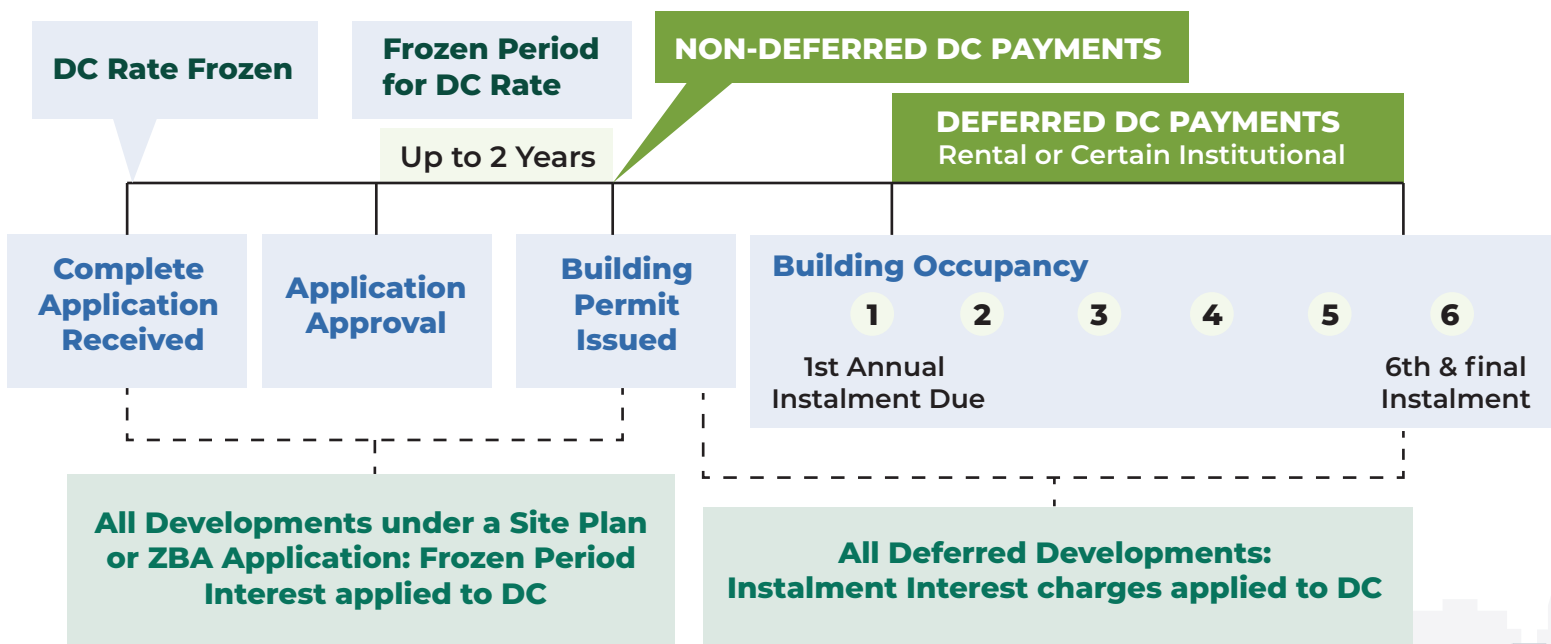 DC Rate Frozen
Frozen Period
for DC Rate
NON-DEFERRED DC PAYMENTS
DEFERRED DC PAYMENTS
Rental or Certain Institutional
Up to 2 Years
Complete
Application
Received
Application
Approval
Building
Permit
Issued
Building Occupancy
1 2 3 4 5 6
1st Annual
Instalment Due
6th & final
Instalment
All Developments under a Site Plan
or ZBA Application: Frozen Period
Interest applied to DC
All Deferred Developments:
Instalment Interest charges applied to DC